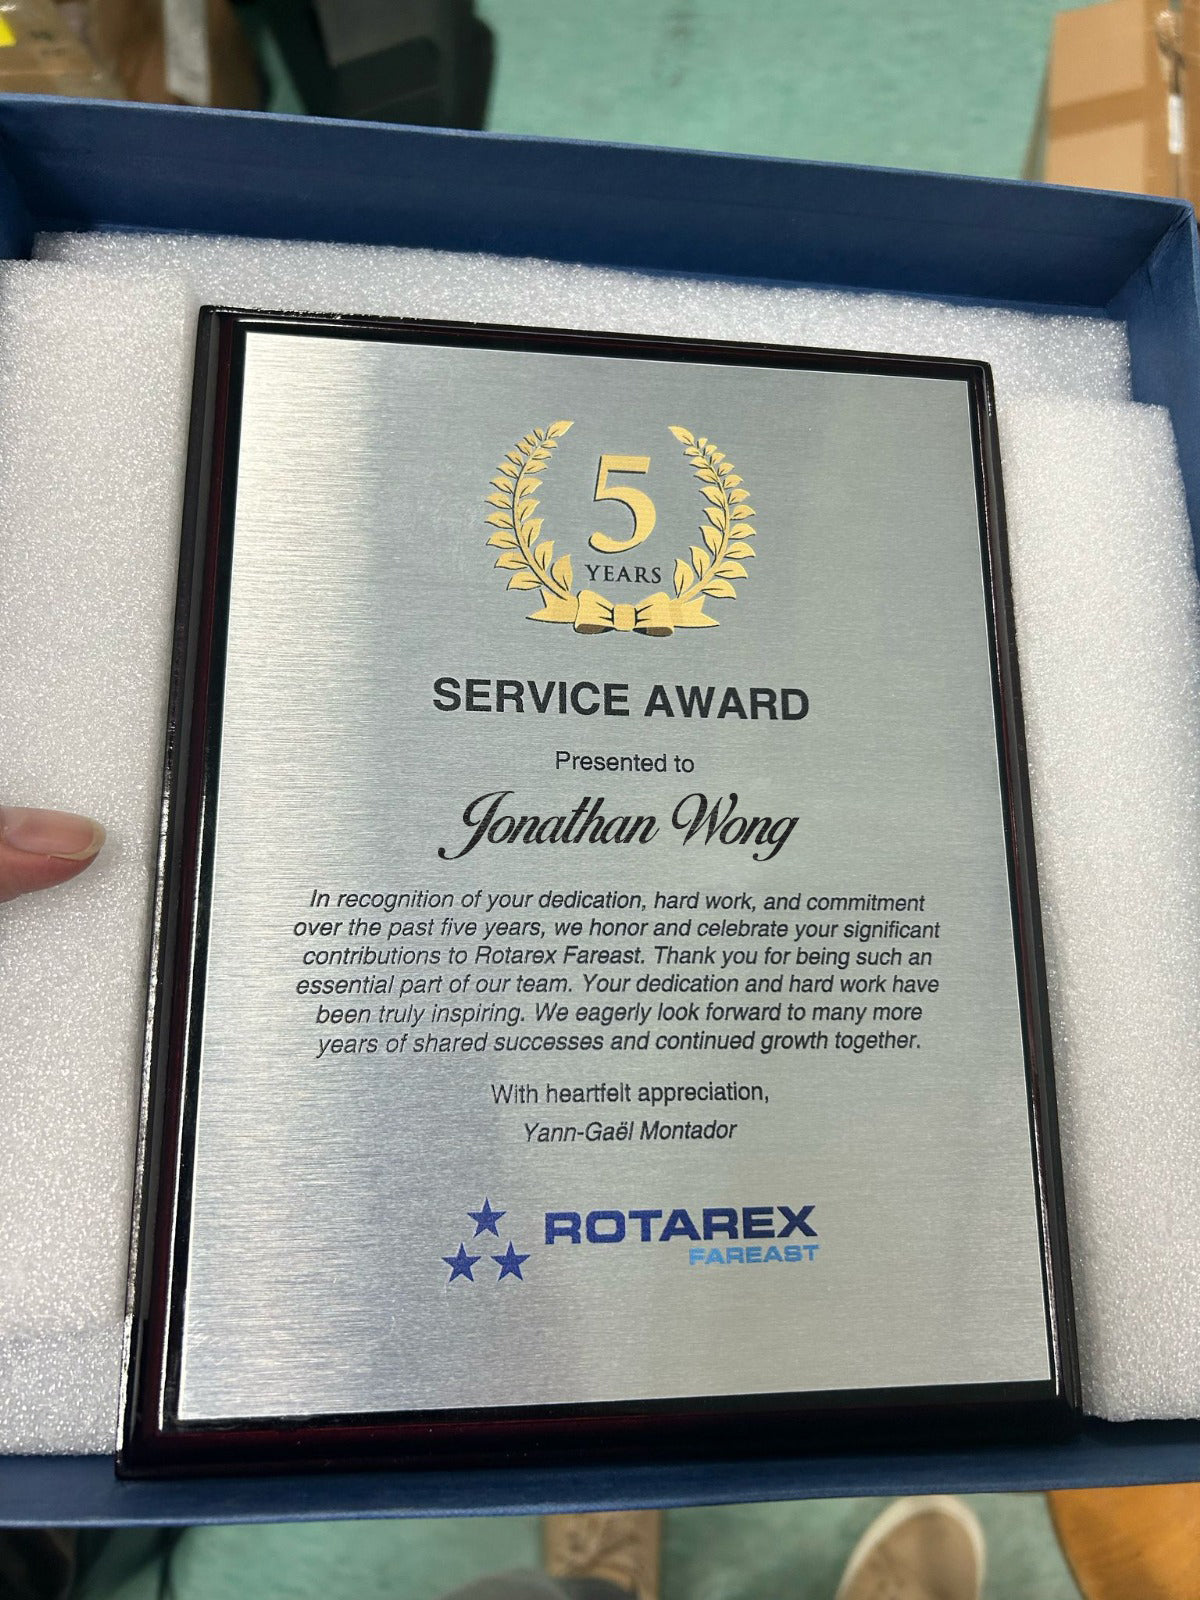 5
YEARS
SERVICE AWARD
Presented to
Jonathan Wong
In recognition of your dedication, hard work, and commitment
over the past five years, we honor and celebrate your significant
contributions to Rotarex Fareast. Thank you for being such an
essential part of our team. Your dedication and hard work have
been truly inspiring. We eagerly look forward to many more
years of shared successes and continued growth together.
With heartfelt appreciation,
Yann-Gaël Montador
ROTAREX
FAREAST